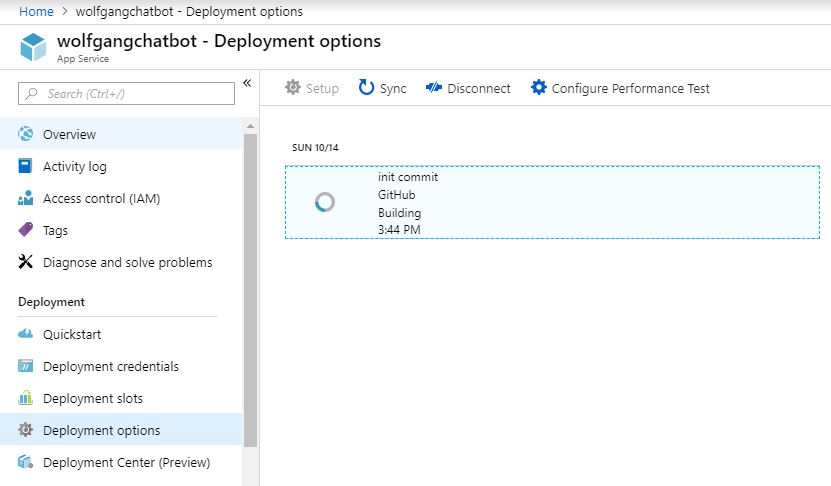 Home > wolfgangchatbot - Deployment options
wolfgangchatbot - Deployment options
App Service
Search (Ctrl+/)
«
Overview
Activity log
Access control (IAM)
Tags
Diagnose and solve problems
Deployment
Quickstart
Deployment credentials
Deployment slots
Deployment options
Deployment Center (Preview)
Setup Sync Disconnect Configure Performance Test
SUN 10/14
init commit
GitHub
Building
3:44 PM